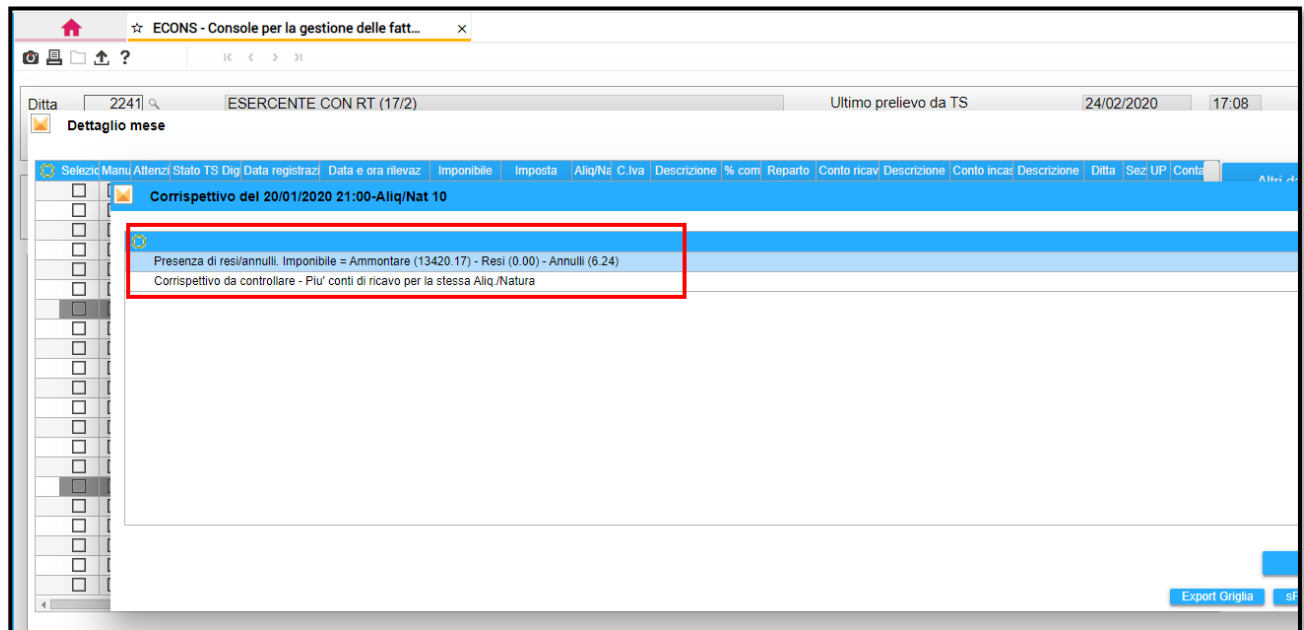 ☆ ECONS - Console per la gestione delle fatt... ×
?
Ditta 2241 ESERCENTE CON RT (17/2) Ultimo prelievo da TS 24/02/2020 17:08
Dettaglio mese
Selezic Manu Attenzi Stato TS Dig Data registrazi Data e ora rilevaz Imponibile Imposta Aliq/Na C.Iva Descrizione % com Reparto Conto ricav Descrizione Conto incas Descrizione Ditta Sez UP Conta
Corrispettivo del 20/01/2020 21:00-Aliq/Nat 10
Presenza di resi/annulli. Imponibile = Ammontare (13420.17) - Resi (0.00) - Annulli (6.24)
Corrispettivo da controllare - Piu' conti di ricavo per la stessa Aliq./Natura
Export Griglia